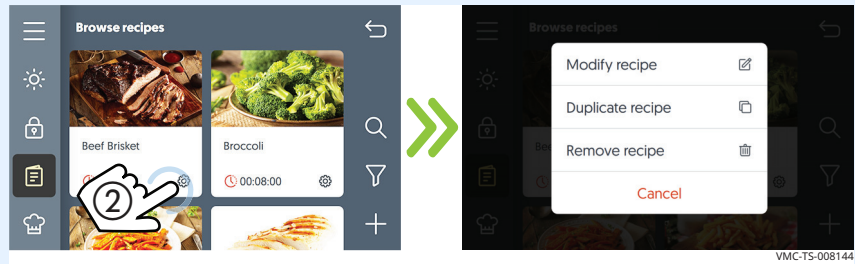 Browse recipes
Beef Brisket
Broccoli
00:08:00
2
Browse recipes
Modify recipe
Duplicate recipe
Remove recipe
Cancel
VMC-TS-008144